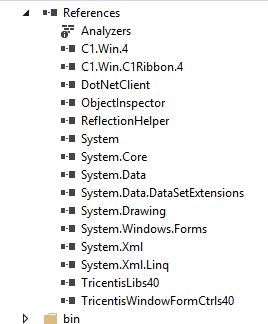 References
Analyzers
C1.Win.4
C1.Win.C1Ribbon.4
DotNetClient
ObjectInspector
ReflectionHelper
System
System.Core
System.Data
System.Data.DataSetExtensions
System.Drawing
System.Windows.Forms
System.Xml
System.Xml.Linq
TricentisLibs40
TricentisWindowFormCtrls40
bin